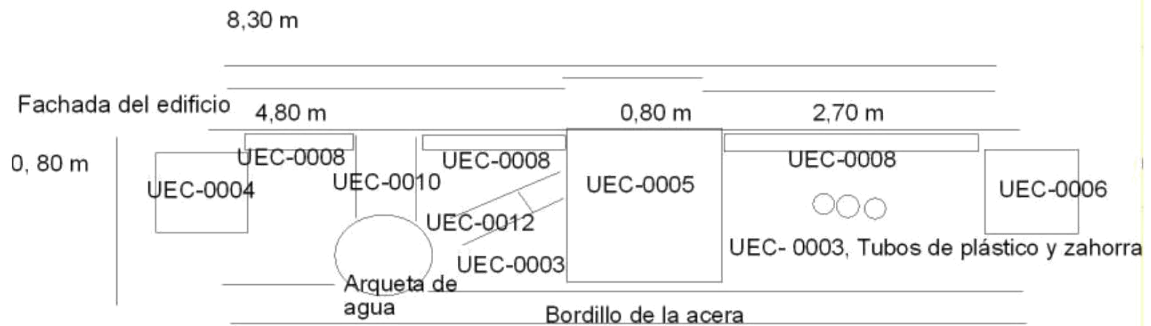 8,30 m
Fachada del edificio
4,80 m
0,80 m
2,70 m
0, 80 m
UEC-0004
UEC-0008
UEC-0010
UEC-0008
UEC-0012
UEC-0003
UEC-0005
UEC-0008
UEC-0006
UEC- 0003, Tubos de plástico y zahorra
Arqueta de
agua
Bordillo de la acera